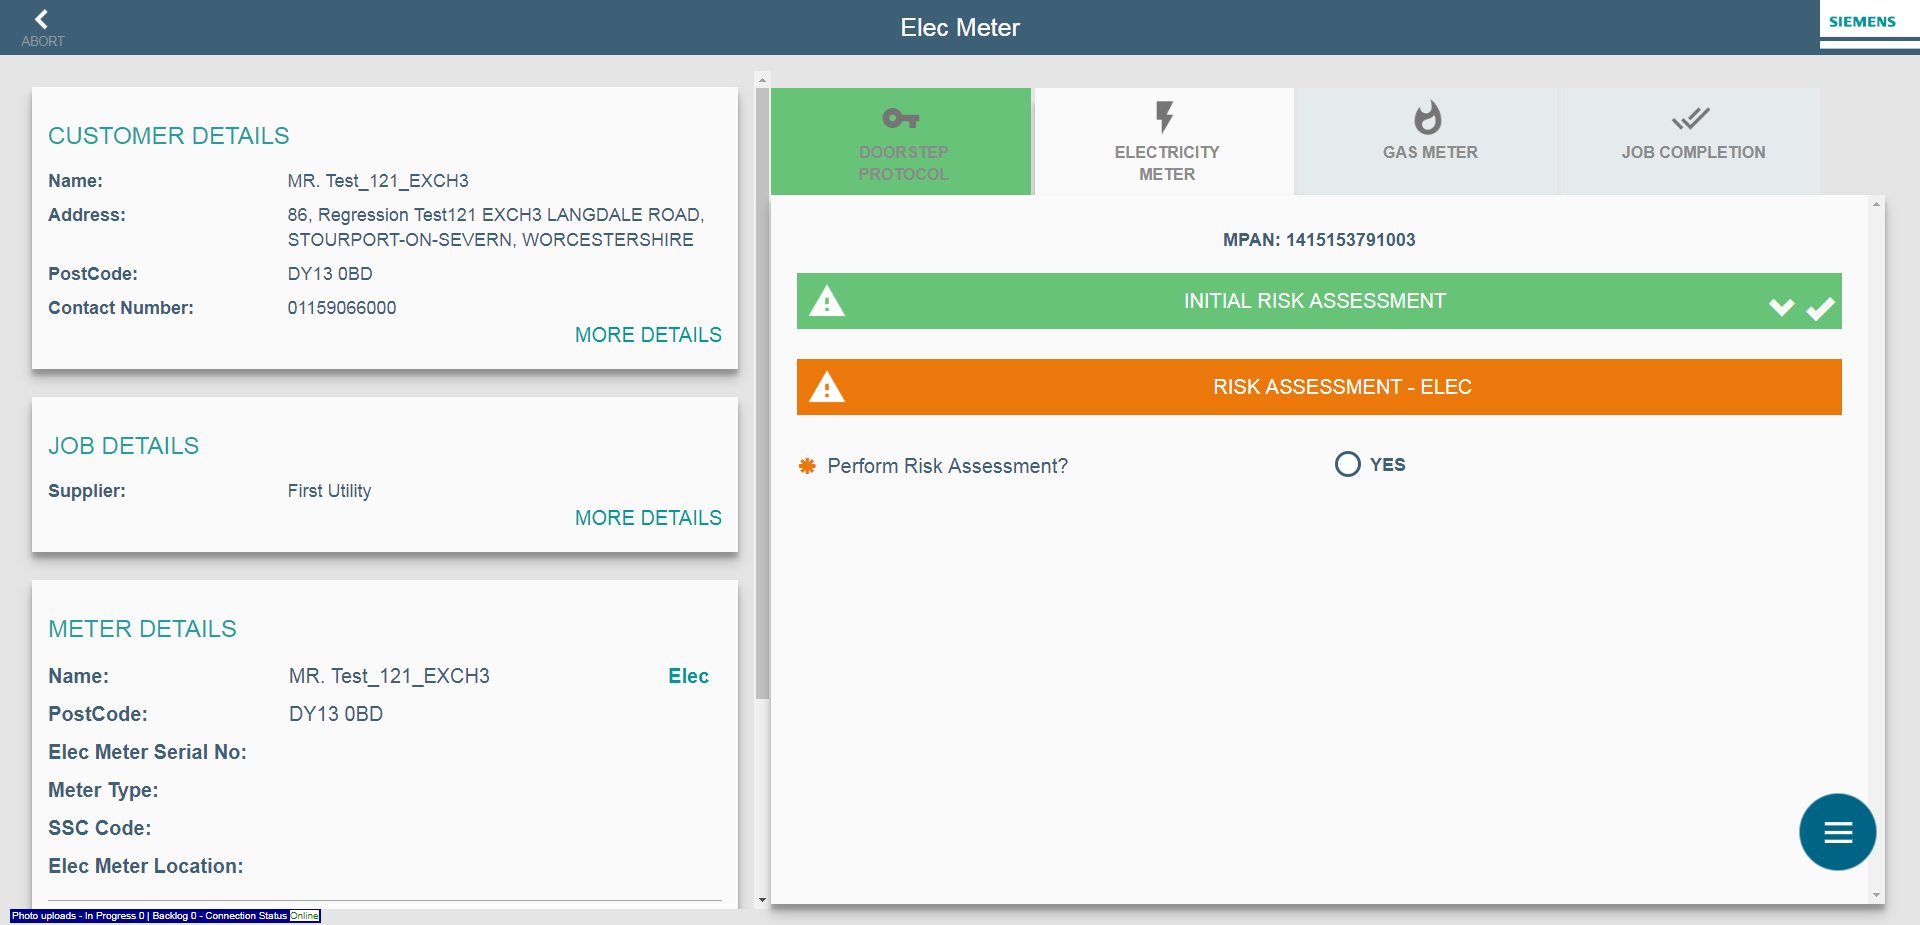 ABORT
Elec Meter
SIEMENS
CUSTOMER DETAILS
Name: MR. Test_121_EXCH3
Address: 86, Regression Test121 EXCH3 LANGDALE ROAD,
STOURPORT-ON-SEVERN, WORCESTERSHIRE
PostCode: DY13 0BD
Contact Number: 01159066000
MORE DETAILS
JOB DETAILS
Supplier: First Utility
MORE DETAILS
METER DETAILS
Name: MR. Test_121_EXCH3 Elec
PostCode: DY13 0BD
Elec Meter Serial No:
Meter Type:
SSC Code:
Elec Meter Location:
DOORSTEP
PROTOCOL
ELECTRICITY
METER
GAS METER
JOB COMPLETION
MPAN: 1415153791003
INITIAL RISK ASSESSMENT
RISK ASSESSMENT - ELEC
Perform Risk Assessment? YES
Photo uploads - In Progress 0 | Backlog 0 - Connection Status Online